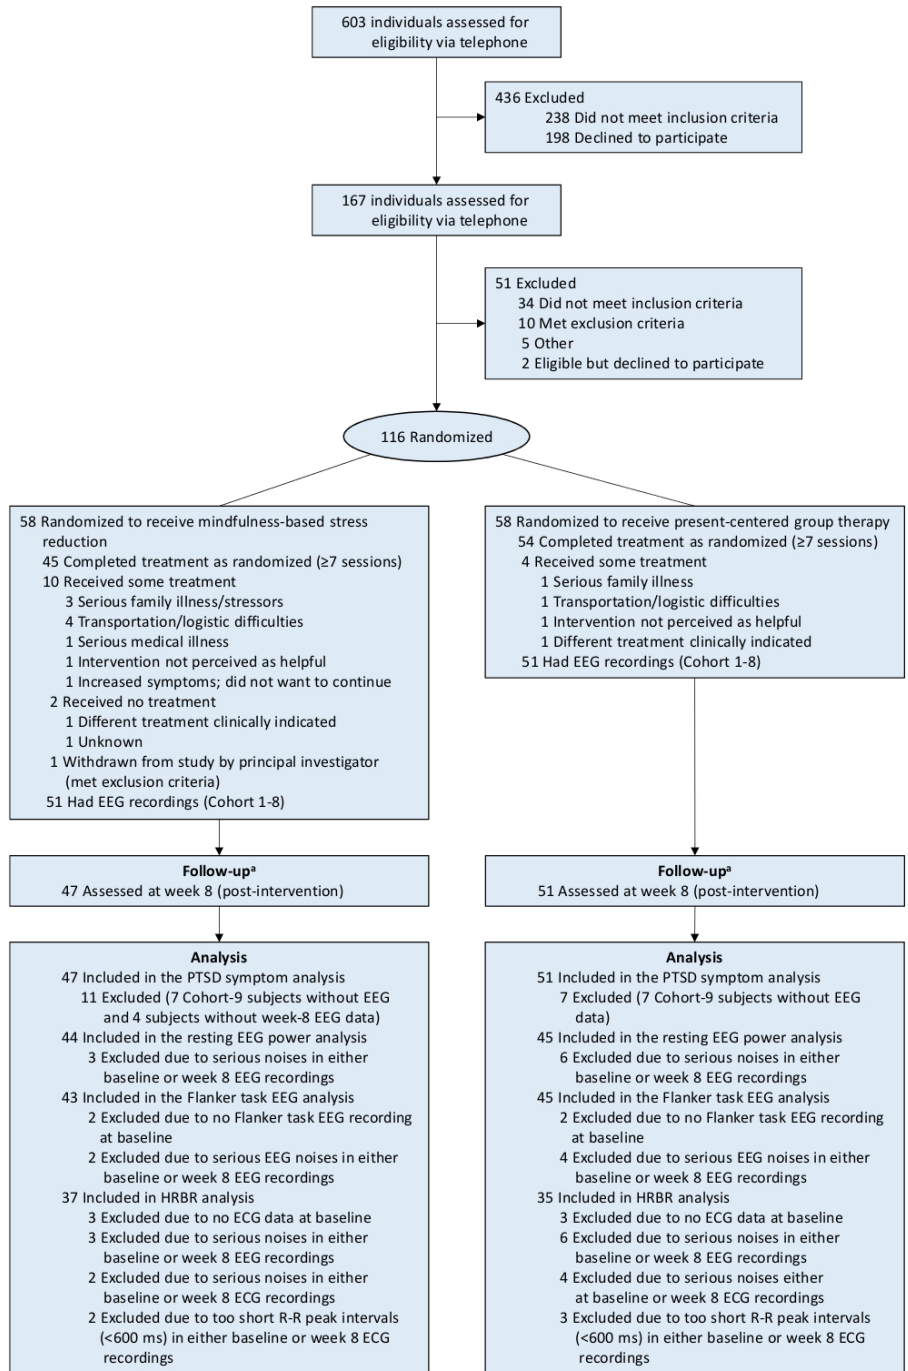 603 individuals assessed for
eligibility via telephone
436 Excluded
238 Did not meet inclusion criteria
198 Declined to participate
167 individuals assessed for
eligibility via telephone
51 Excluded
34 Did not meet inclusion criteria
10 Met exclusion criteria
5 Other
2 Eligible but declined to participate
116 Randomized
58 Randomized to receive mindfulness-based stress
reduction
45 Completed treatment as randomized (≥7 sessions)
10 Received some treatment
3 Serious family illness/stressors
4 Transportation/logistic difficulties
1 Serious medical illness
1 Intervention not perceived as helpful
1 Increased symptoms; did not want to continue
2 Received no treatment
1 Different treatment clinically indicated
1 Unknown
1 Withdrawn from study by principal investigator
(met exclusion criteria)
51 Had EEG recordings (Cohort 1-8)
58 Randomized to receive present-centered group therapy
54 Completed treatment as randomized (≥7 sessions)
4 Received some treatment
1 Serious family illness
1 Transportation/logistic difficulties
1 Intervention not perceived as helpful
1 Different treatment clinically indicated
51 Had EEG recordings (Cohort 1-8)
Follow-upᵃ
47 Assessed at week 8 (post-intervention)
Follow-upᵃ
51 Assessed at week 8 (post-intervention)
Analysis
47 Included in the PTSD symptom analysis
11 Excluded (7 Cohort-9 subjects without EEG
and 4 subjects without week-8 EEG data)
44 Included in the resting EEG power analysis
3 Excluded due to serious noises in either
baseline or week 8 EEG recordings
43 Included in the Flanker task EEG analysis
2 Excluded due to no Flanker task EEG recording
at baseline
2 Excluded due to serious EEG noises in either
baseline or week 8 EEG recordings
37 Included in HRBR analysis
3 Excluded due to no ECG data at baseline
3 Excluded due to serious noises in either
baseline or week 8 EEG recordings
2 Excluded due to serious noises in either
baseline or week 8 ECG recordings
2 Excluded due to too short R-R peak intervals
(<600 ms) in either baseline or week 8 ECG
recordings
Analysis
51 Included in the PTSD symptom analysis
7 Excluded (7 Cohort-9 subjects without EEG
data)
45 Included in the resting EEG power analysis
6 Excluded due to serious noises in either
baseline or week 8 EEG recordings
45 Included in the Flanker task EEG analysis
2 Excluded due to no Flanker task EEG recording
at baseline
4 Excluded due to serious EEG noises in either
baseline or week 8 EEG recordings
35 Included in HRBR analysis
3 Excluded due to no ECG data at baseline
6 Excluded due to serious noises in either
baseline or week 8 EEG recordings
4 Excluded due to serious noises either
at baseline or week 8 ECG recordings
3 Excluded due to too short R-R peak intervals
(<600 ms) in either baseline or week 8 ECG
recordings